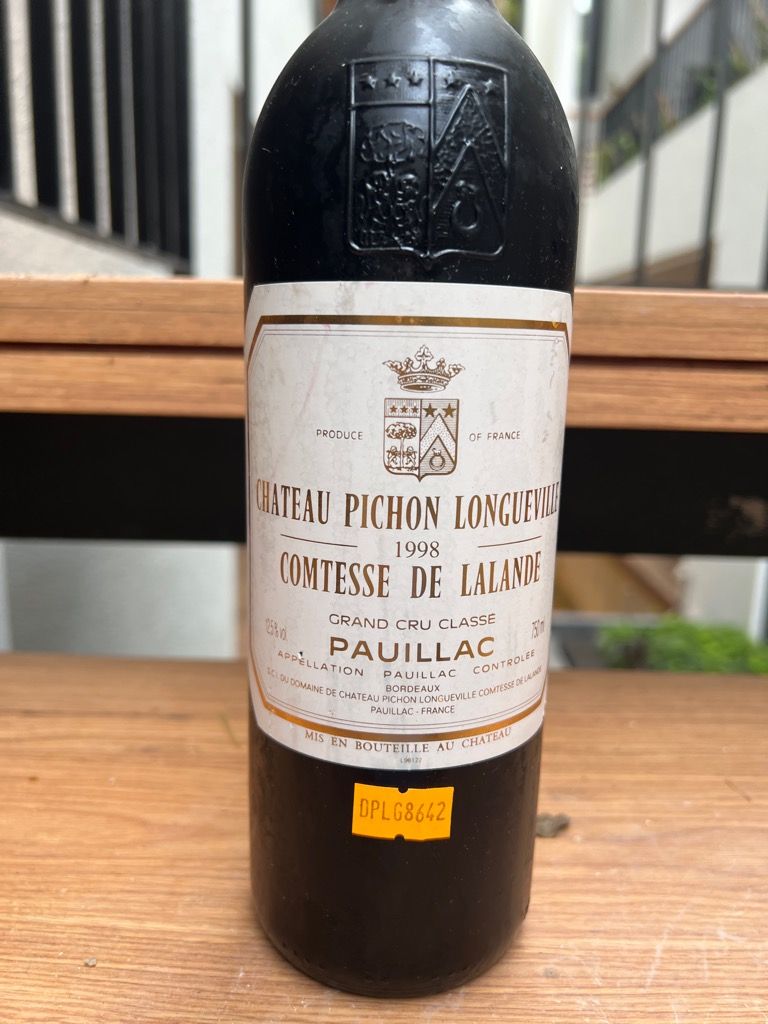 PRODUCE OF FRANCE
CHATEAU PICHON LONGUEVILLE
1998
COMTESSE DE LALANDE
GRAND CRU CLASSÉ
12,5% vol. 750 ml
PAUILLAC
APPELLATION PAUILLAC CONTROLÉE
BORDEAUX
S.C.I. DU DOMAINE DE CHATEAU PICHON LONGUEVILLE COMTESSE DE LALANDE
PAUILLAC - FRANCE
MIS EN BOUTEILLE AU CHATEAU
DPLG8642